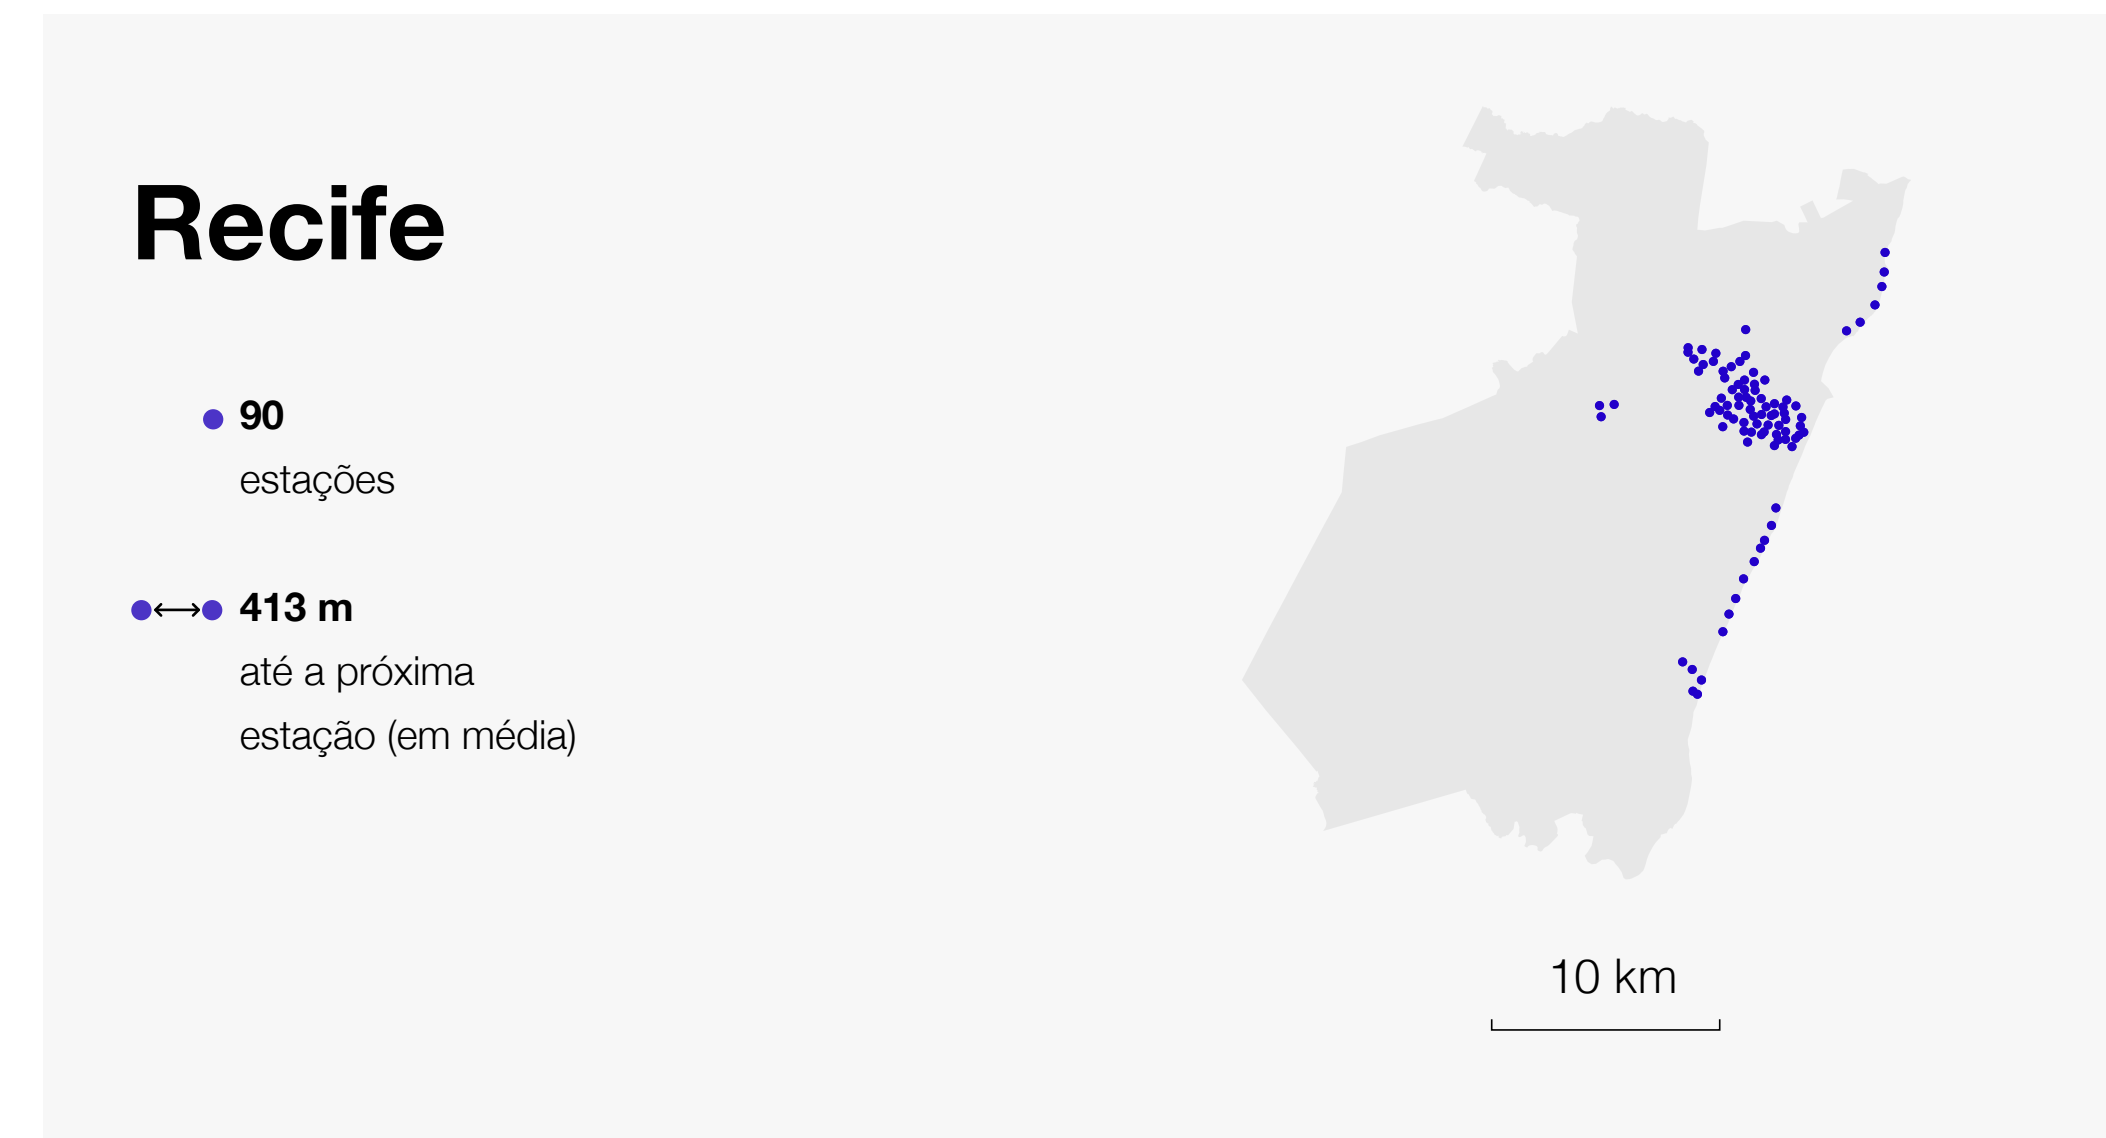 Recife
90
estações
413 m
até a próxima
estação (em média)
10 km